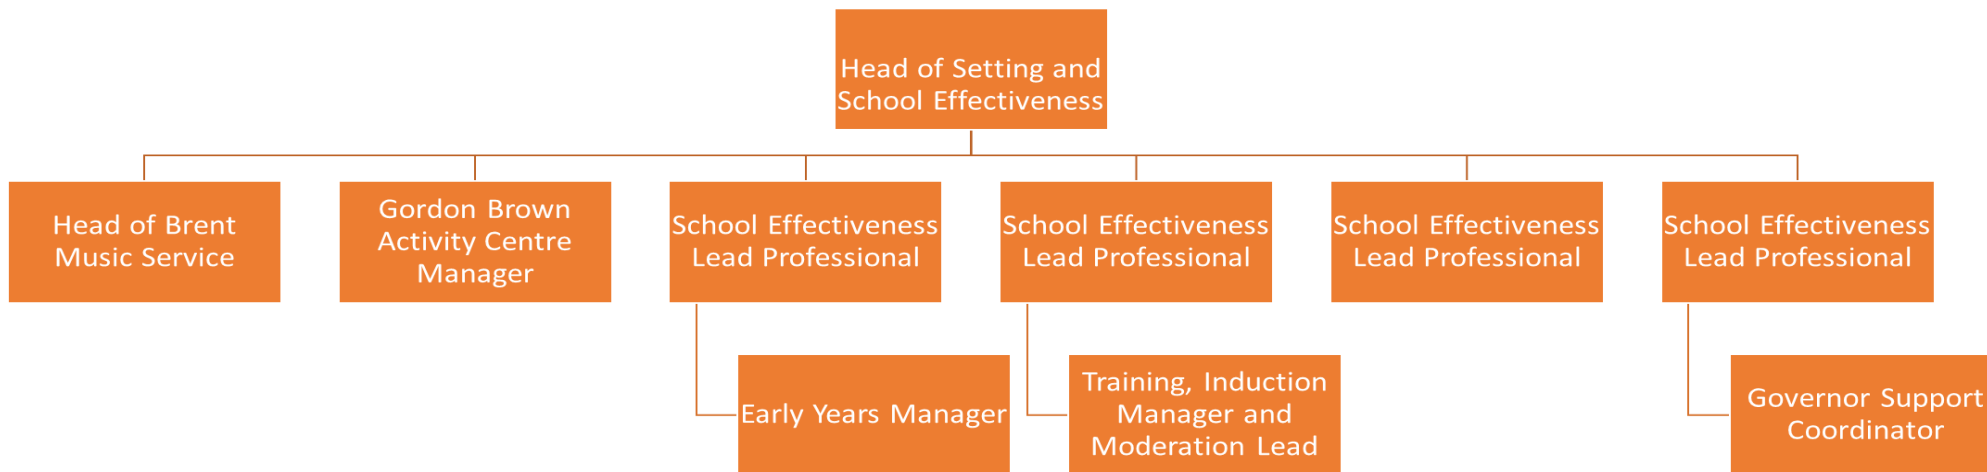 Head of Setting and
School Effectiveness
Head of Brent
Music Service
Gordon Brown
Activity Centre
Manager
School Effectiveness
Lead Professional
School Effectiveness
Lead Professional
School Effectiveness
Lead Professional
School Effectiveness
Lead Professional
Early Years Manager
Training, Induction
Manager and
Moderation Lead
Governor Support
Coordinator